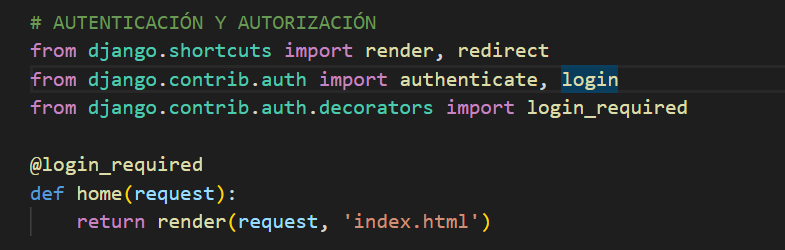 # AUTENTICACIÓN Y AUTORIZACIÓN
from django.shortcuts import render, redirect
from django.contrib.auth import authenticate, login
from django.contrib.auth.decorators import login_required

@login_required
def home(request):
    return render(request, 'index.html')